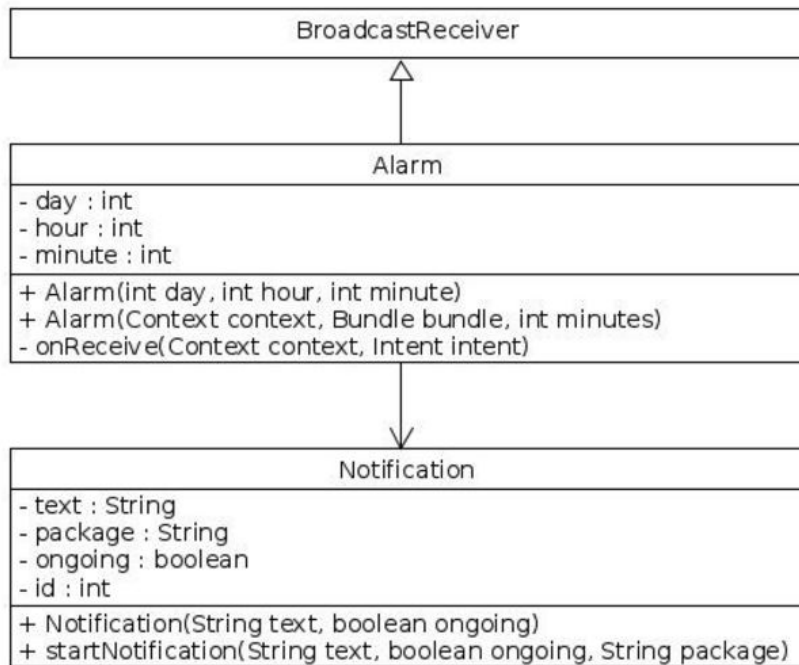 BroadcastReceiver
Alarm
- day : int
- hour : int
- minute : int
+ Alarm(int day, int hour, int minute)
+ Alarm(Context context, Bundle bundle, int minutes)
- onReceive(Context context, Intent intent)
Notification
- text : String
- package : String
- ongoing : boolean
- id : int
+ Notification(String text, boolean ongoing)
+ startNotification(String text, boolean ongoing, String package)